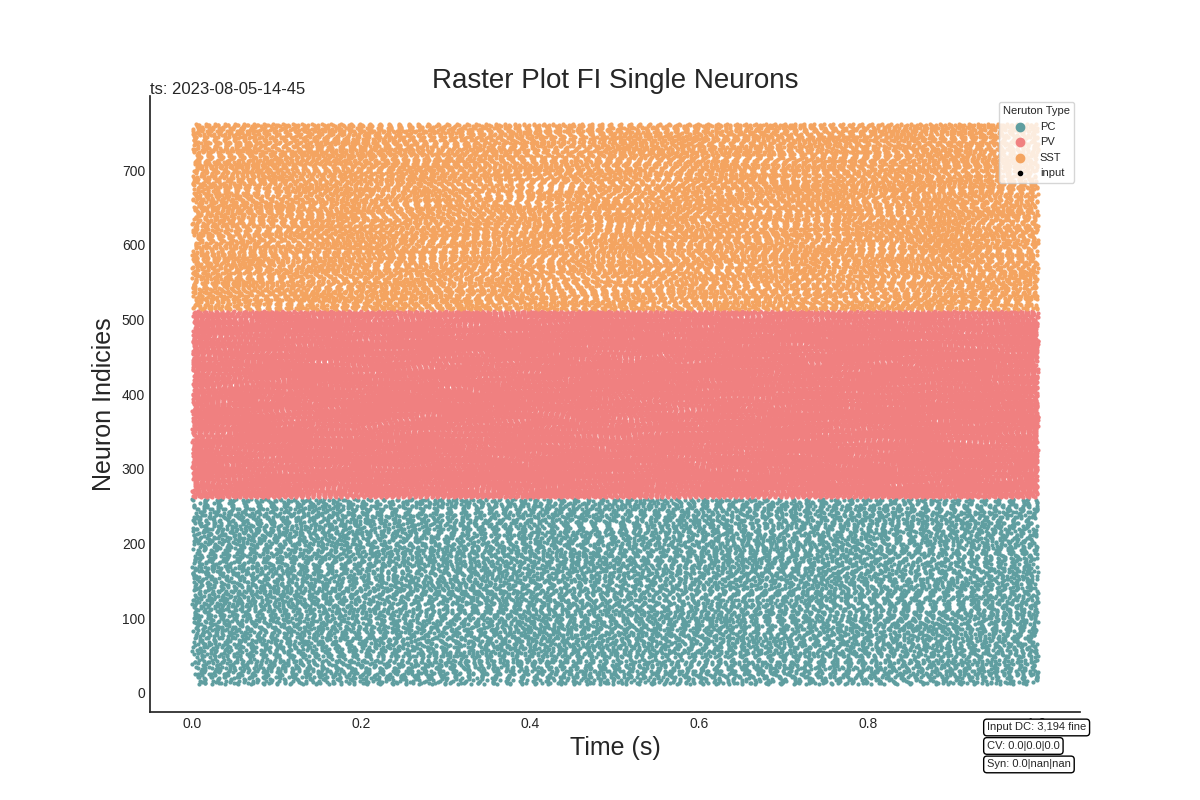 Raster Plot FI Single Neurons
ts: 2023-08-05-14-45
Neruton Type
PC
PV
SST
input
Neuron Indicies
700
600
500
400
300
200
100
0
0.0 0.2 0.4 0.6 0.8
Time (s)
Input DC: 3,194 fine
CV: 0.0|0.0|0.0
Syn: 0.0|nan|nan